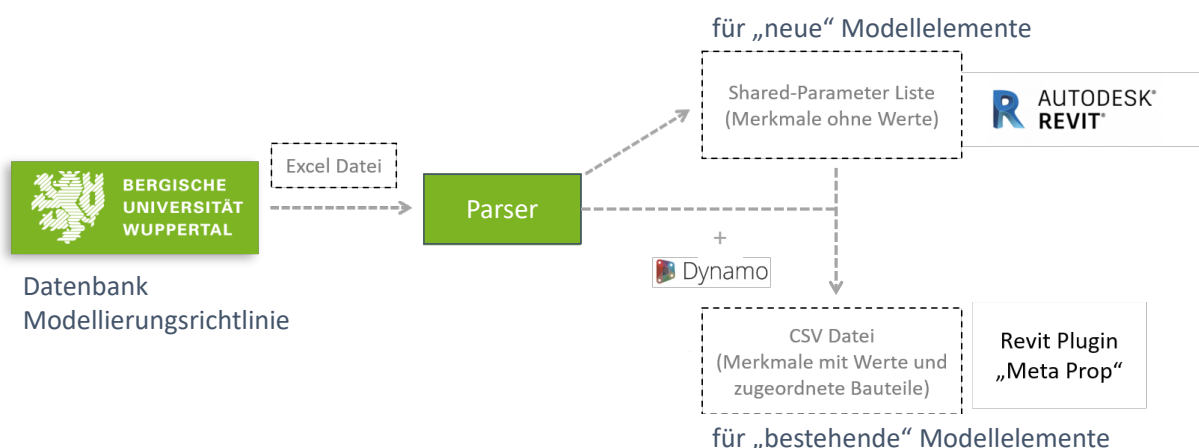 für „neue“ Modellelemente
Shared-Parameter Liste
(Merkmale ohne Werte)
AUTODESK®
REVIT®
Excel Datei
BERGISCHE
UNIVERSITÄT
WUPPERTAL
Parser
+
Dynamo
Datenbank
Modellierungsrichtlinie
CSV Datei
(Merkmale mit Werte und
zugeordnete Bauteile)
Revit Plugin
„Meta Prop“
für „bestehende“ Modellelemente